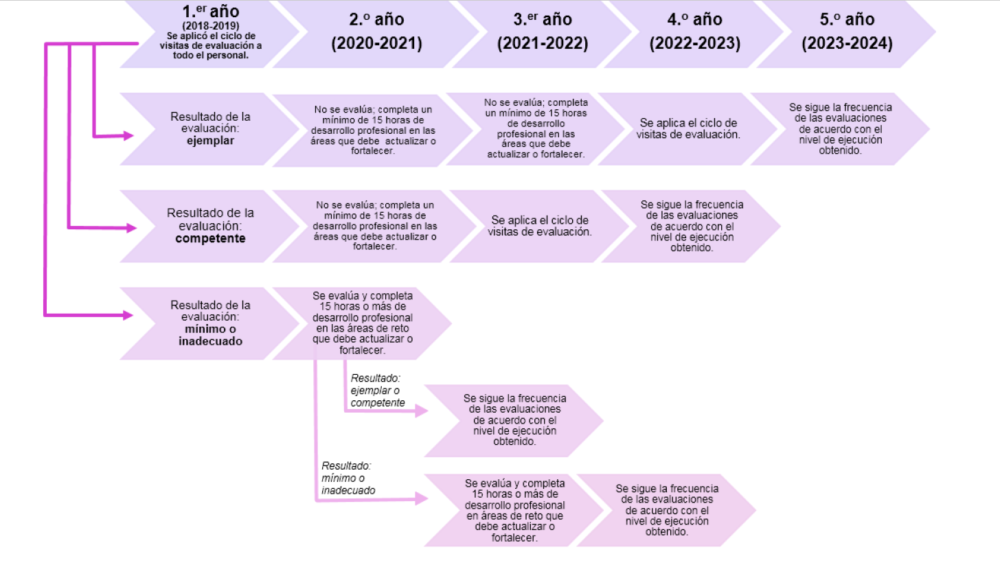 1.er año
(2018-2019)
Se aplicó el ciclo de
visitas de evaluación a
todo el personal.
2.º año
(2020-2021)
3.er año
(2021-2022)
4.º año
(2022-2023)
5.º año
(2023-2024)
Resultado de la
evaluación:
ejemplar
No se evalúa; completa un
mínimo de 15 horas de
desarrollo profesional en las
áreas que debe actualizar o
fortalecer.
No se evalúa; completa
un mínimo de 15 horas
de desarrollo
profesional en las
áreas que debe
actualizar o fortalecer.
Se aplica el ciclo de
visitas de evaluación.
Se sigue la frecuencia
de las evaluaciones
de acuerdo con el
nivel de ejecución
obtenido.
Resultado de la
evaluación:
competente
No se evalúa; completa un
mínimo de 15 horas de
desarrollo profesional en las
áreas que debe actualizar o
fortalecer.
Se aplica el ciclo de
visitas de evaluación.
Se sigue la frecuencia
de las evaluaciones
de acuerdo con el
nivel de ejecución
obtenido.
Resultado de la
evaluación:
mínimo o
inadecuado
Se evalúa y completa
15 horas o más de
desarrollo profesional
en las áreas de reto
que debe actualizar o
fortalecer.
Resultado:
ejemplar o
competente
Se sigue la frecuencia
de las evaluaciones
de acuerdo con el
nivel de ejecución
obtenido.
Resultado:
mínimo o
inadecuado
Se evalúa y completa
15 horas o más de
desarrollo profesional
en áreas de reto que
debe actualizar o
fortalecer.
Se sigue la frecuencia
de las evaluaciones
de acuerdo con el
nivel de ejecución
obtenido.